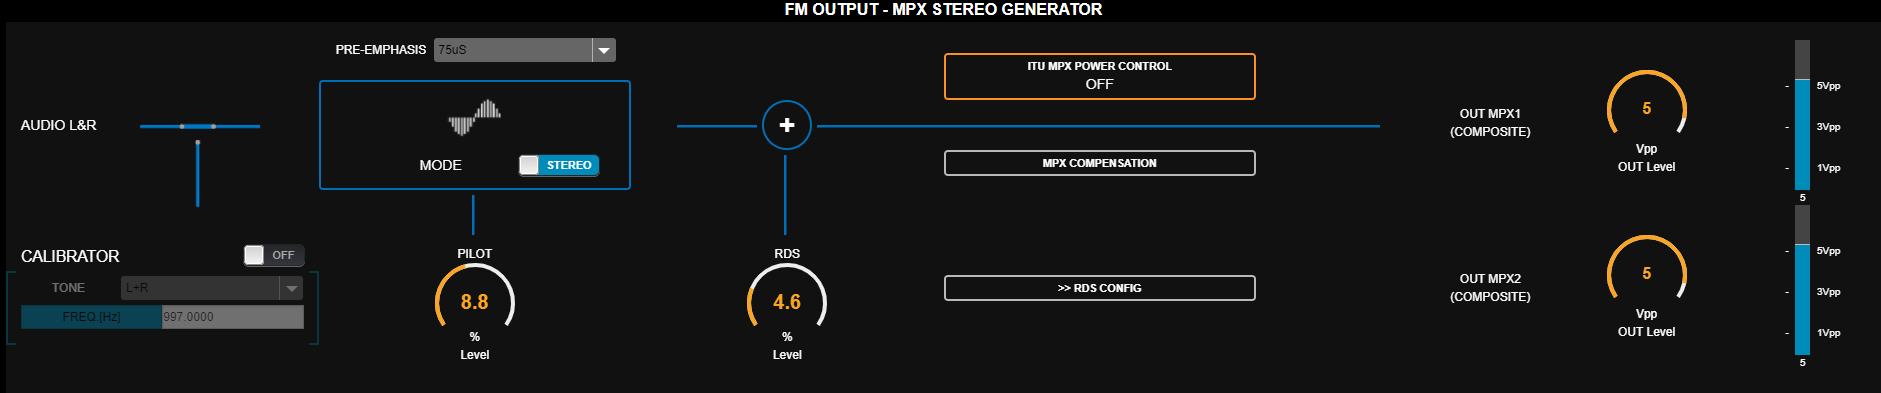 FM OUTPUT - MPX STEREO GENERATOR
PRE-EMPHASIS 75uS
ITU MPX POWER CONTROL
OFF
5Vpp
AUDIO L&R
+
OUT MPX1
(COMPOSITE)
5
3Vpp
Vpp
OUT Level
MODE STEREO
MPX COMPENSATION
1Vpp
5
CALIBRATOR OFF
PILOT
RDS
5Vpp
TONE L+R
FREQ.[Hz] 997.0000
8.8
%
Level
4.6
%
Level
>> RDS CONFIG
OUT MPX2
(COMPOSITE)
5
Vpp
OUT Level
3Vpp
1Vpp
5